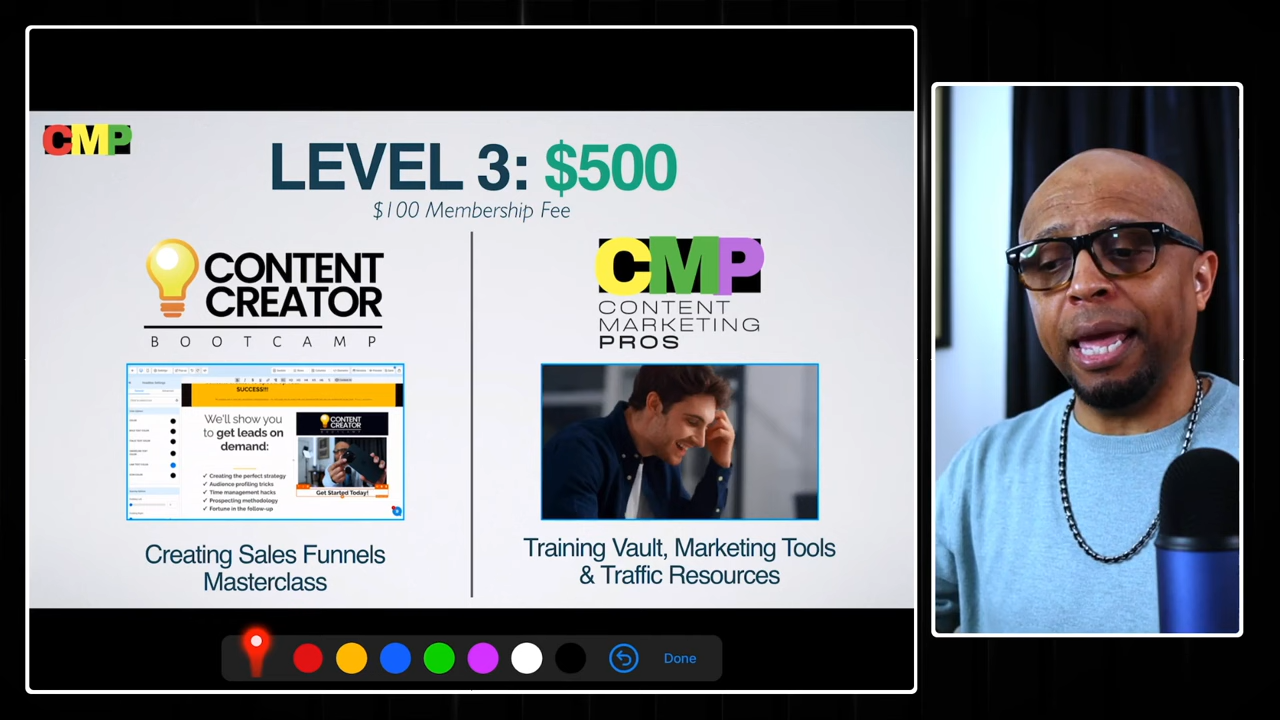 CMP
LEVEL 3: $500
$100 Membership Fee
CONTENT
CREATOR
BOOTCAMP
SUCCESS!!!
We'll show you
to get leads on
demand:
✓ Creating the perfect strategy
✓ Audience profiling tricks
✓ Time management hacks
✓ Prospecting methodology
✓ Fortune in the follow-up
CONTENT
CREATOR
Get Started Today!
Creating Sales Funnels
Masterclass
CMP
CONTENT
MARKETING
PROS
Training Vault, Marketing Tools
& Traffic Resources
Done